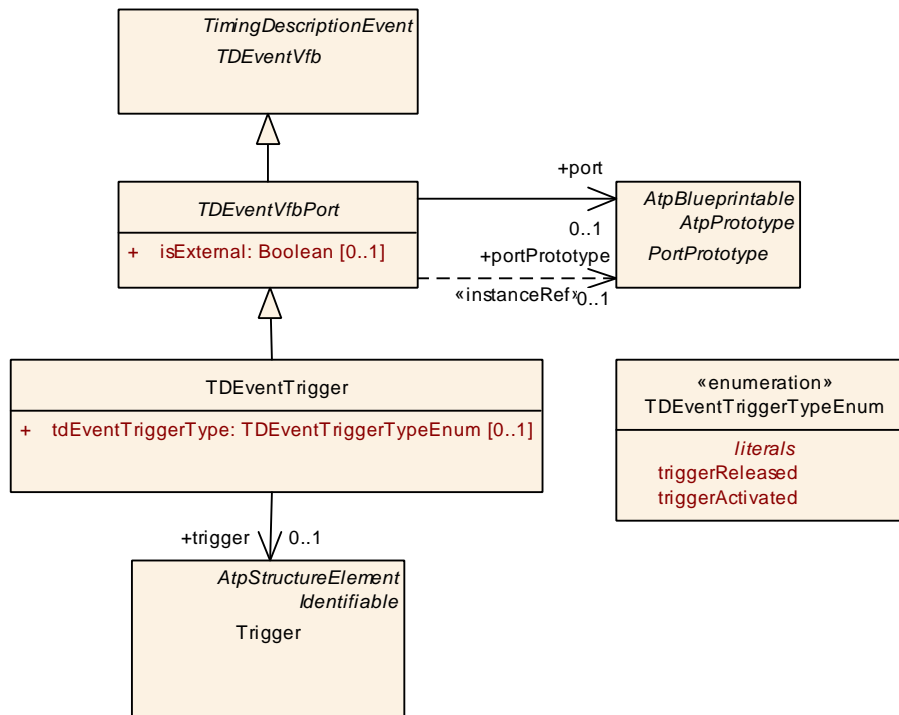 TimingDescriptionEvent
TDEventVfb
TDEventVfbPort
+ isExternal: Boolean [0..1]
+port
0..1
+portPrototype
«instanceRef»
0..1
AtpBlueprintable
AtpPrototype
PortPrototype
TDEventTrigger
+ tdEventTriggerType: TDEventTriggerTypeEnum [0..1]
«enumeration»
TDEventTriggerTypeEnum
literals
triggerReleased
triggerActivated
+trigger
0..1
AtpStructureElement
Identifiable
Trigger